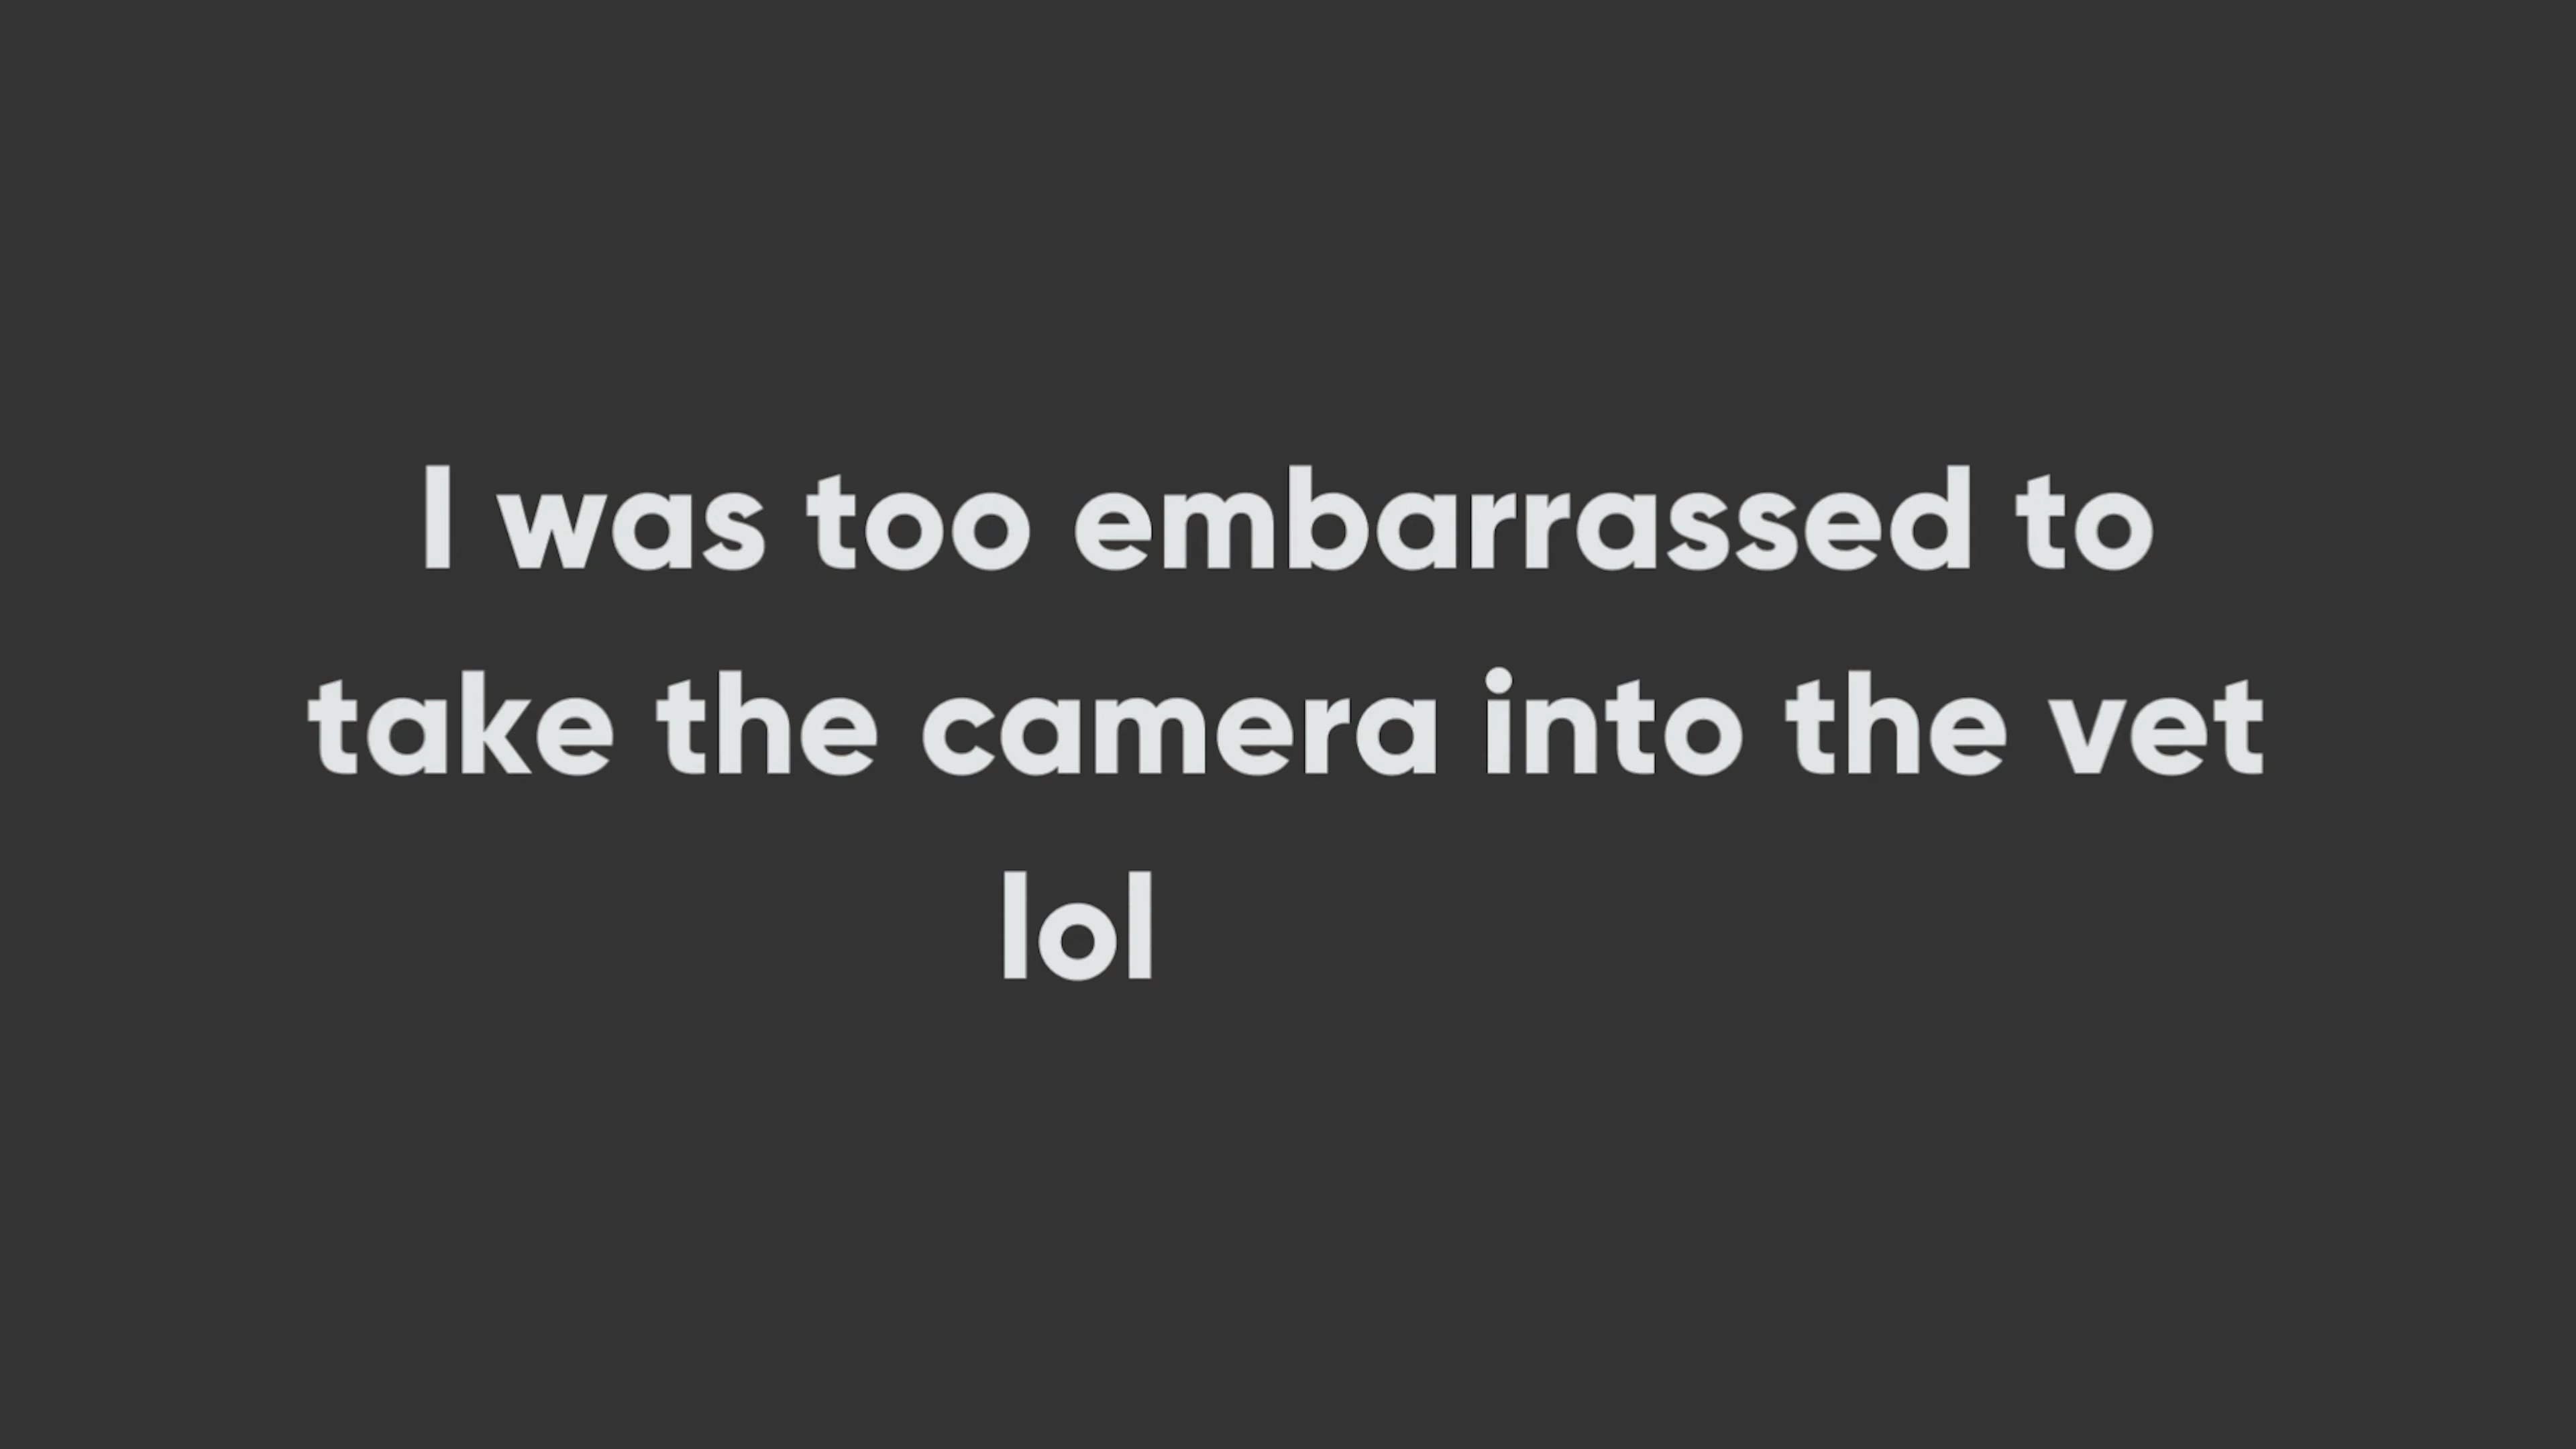 I was too embarrassed to
take the camera into the vet
lol